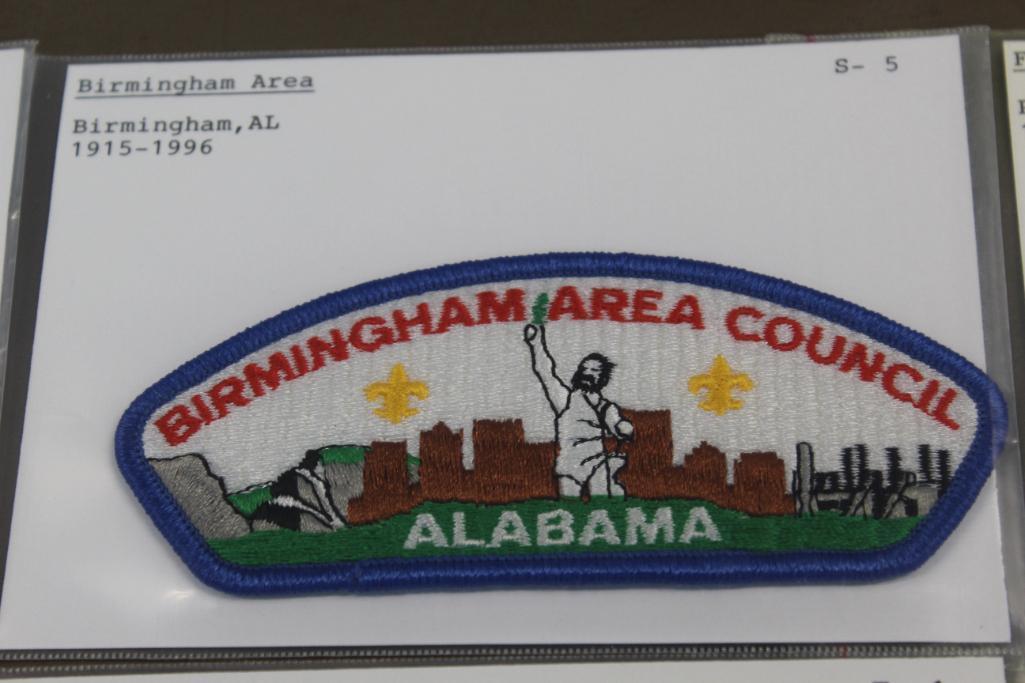 Birmingham Area
S- 5
Birmingham, AL
1915-1996
BIRMINGHAM AREA COUNCIL
ALABAMA